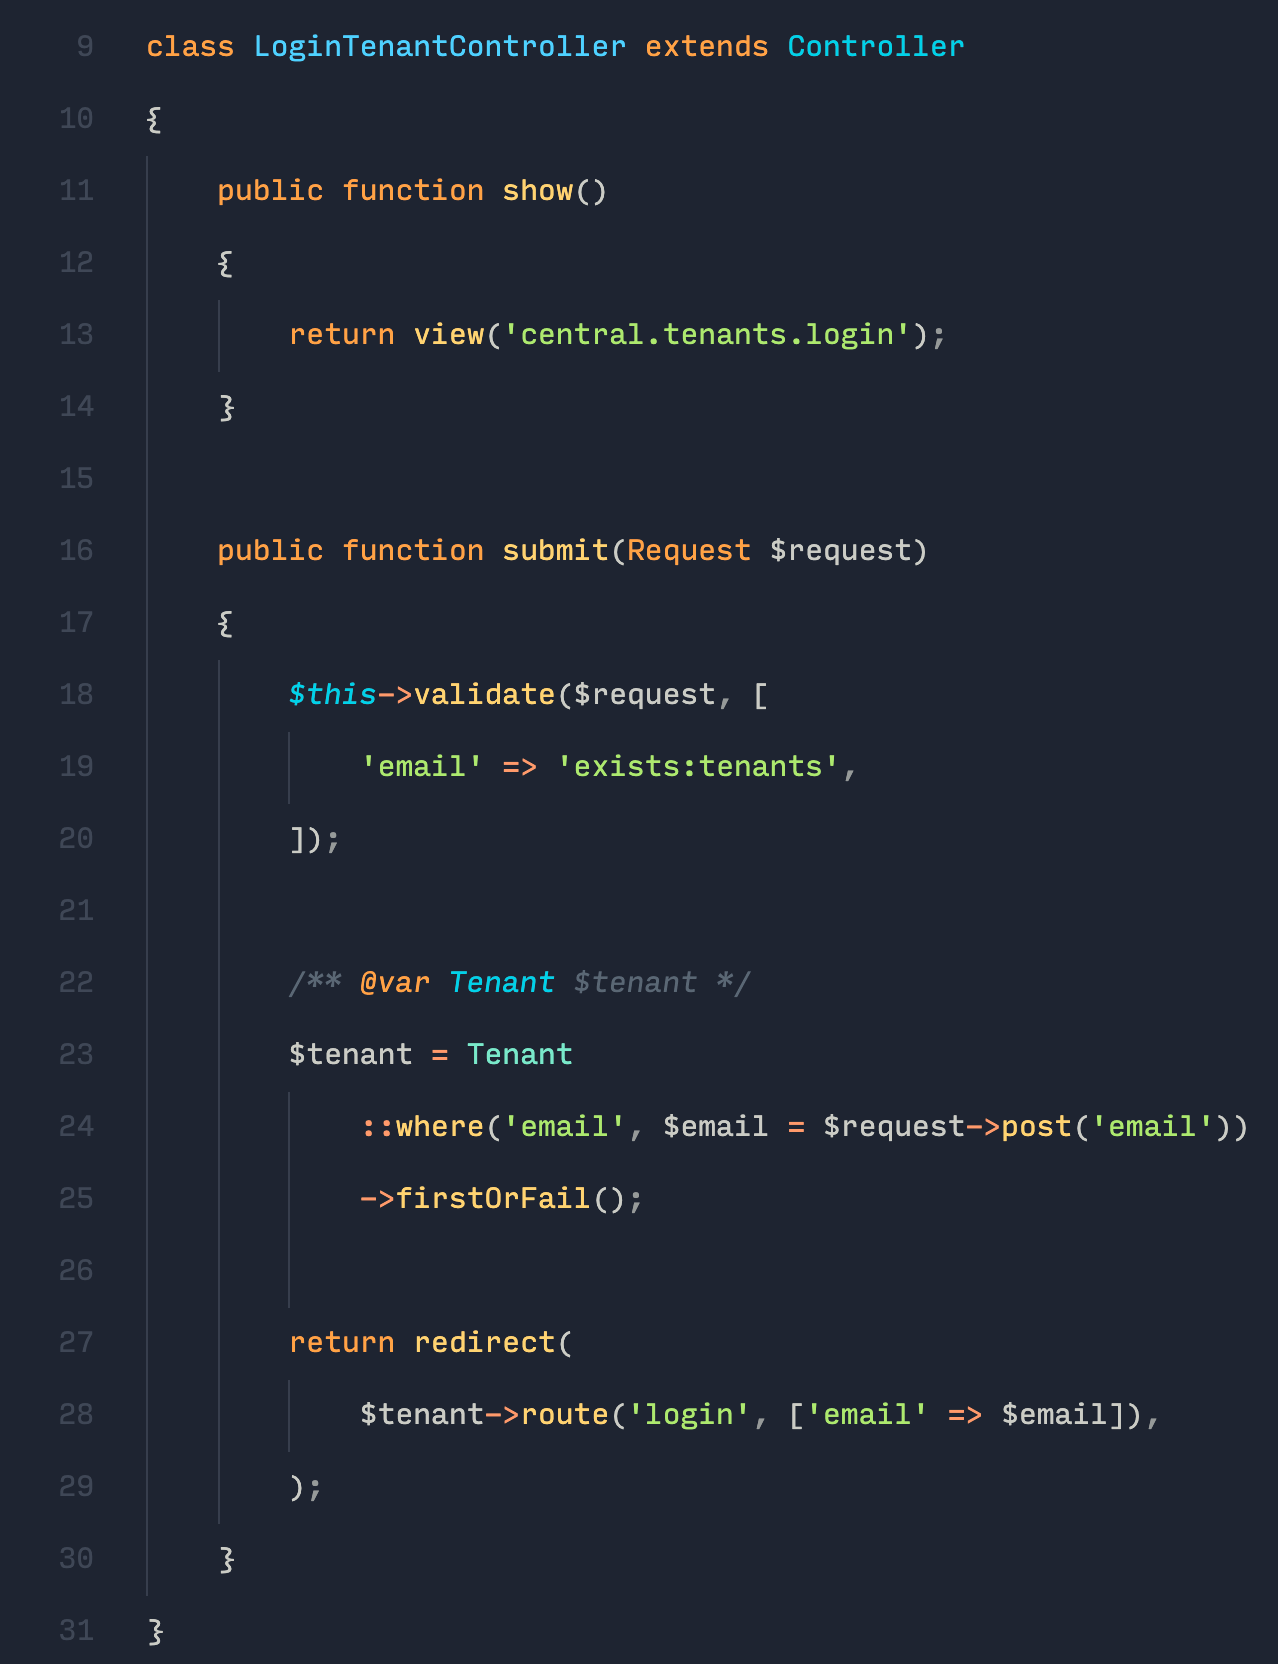 9 class LoginTenantController extends Controller
10 {
11 public function show()
12 {
13 return view('central.tenants.login');
14 }
15
16 public function submit(Request $request)
17 {
18 $this->validate($request, [
19 'email' => 'exists:tenants',
20 ]);
21
22 /** @var Tenant $tenant */
23 $tenant = Tenant
24 ::where('email', $email = $request->post('email'))
25 ->firstOrFail();
26
27 return redirect(
28 $tenant->route('login', ['email' => $email]),
29 );
30 }
31 }